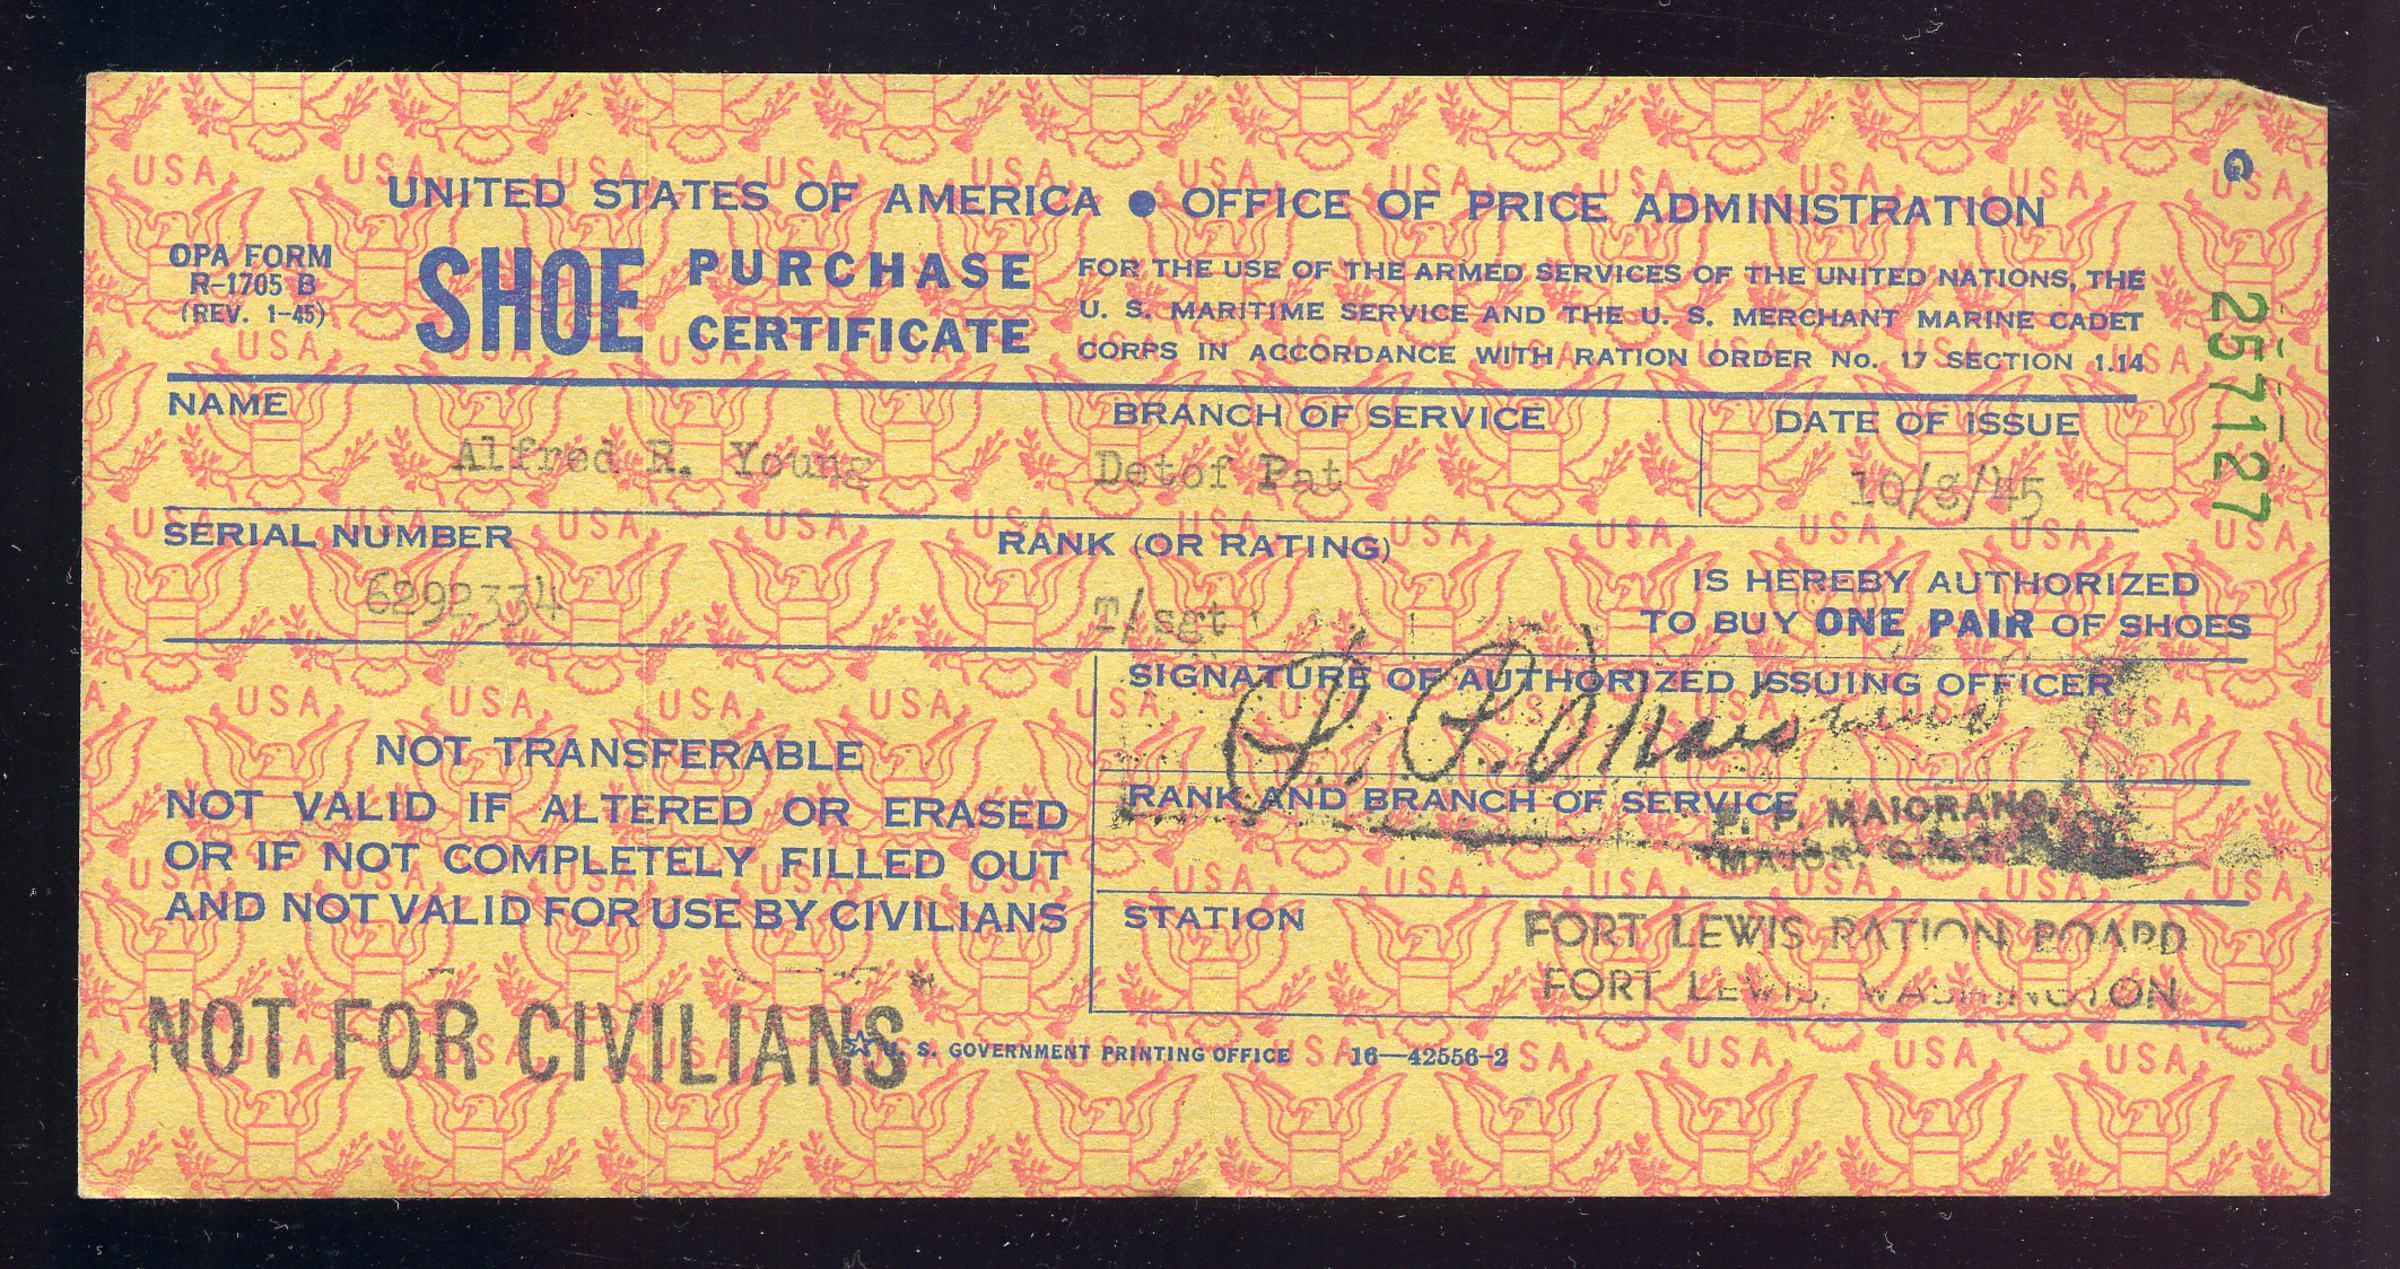 UNITED STATES OF AMERICA ● OFFICE OF PRICE ADMINISTRATION
OPA FORM
R-1705 B
(REV. 1-45)
SHOE PURCHASE CERTIFICATE
FOR THE USE OF THE ARMED SERVICES OF THE UNITED NATIONS, THE
U. S. MARITIME SERVICE AND THE U. S. MERCHANT MARINE CADET
CORPS IN ACCORDANCE WITH RATION ORDER No. 17 SECTION 1.14
257127
NAME BRANCH OF SERVICE DATE OF ISSUE
Alfred R. Young Detof Pat 10/8/45
SERIAL NUMBER RANK (OR RATING)
6292334 T/sgt
IS HEREBY AUTHORIZED
TO BUY ONE PAIR OF SHOES
NOT TRANSFERABLE
NOT VALID IF ALTERED OR ERASED
OR IF NOT COMPLETELY FILLED OUT
AND NOT VALID FOR USE BY CIVILIANS
SIGNATURE OF AUTHORIZED ISSUING OFFICER
RANK AND BRANCH OF SERVICE
MAIORANO,
MAJOR,
STATION
FORT LEWIS RATION BOARD
FORT LEWIS, WASHINGTON
NOT FOR CIVILIANS
☆ U. S. GOVERNMENT PRINTING OFFICE 16—42556-2
USA